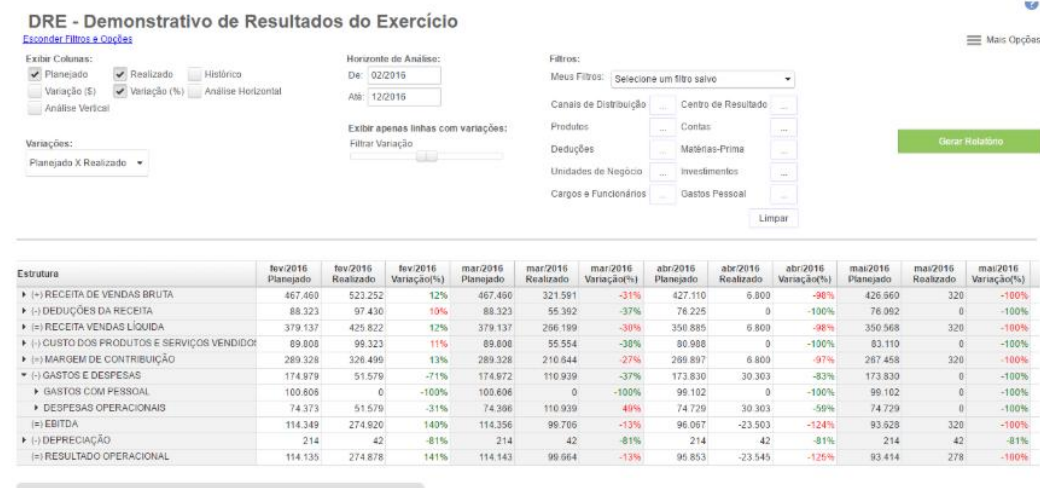 DRE - Demonstrativo de Resultados do Exercício
Esconder Filtros e Opções
Mais Opções
Exibir Colunas:
Planejado Realizado Histórico
Variação ($) Variação (%) Análise Horizontal
Análise Vertical
Variações:
Planejado X Realizado
Horizonte de Análise:
De: 02/2016
Até: 12/2016
Exibir apenas linhas com variações:
Filtrar Variação
Filtros:
Meus Filtros: Selecione um filtro salvo
Canais de Distribuição ... Centro de Resultado ...
Produtos ... Contas ...
Deduções ... Matérias-Prima ...
Unidades de Negócio ... Investimentos ...
Cargos e Funcionários ... Gastos Pessoal ...
Limpar
Gerar Relatório
Estrutura fev/2016 Planejado fev/2016 Realizado fev/2016 Variação(%) mar/2016 Planejado mar/2016 Realizado mar/2016 Variação(%) abr/2016 Planejado abr/2016 Realizado abr/2016 Variação(%) mai/2016 Planejado mai/2016 Realizado mai/2016 Variação(%)
(+) RECEITA DE VENDAS BRUTA 467.460 523.252 12% 467.460 321.591 -31% 427.110 6.800 -98% 426.660 320 -100%
(-) DEDUÇÕES DA RECEITA 88.323 97.430 10% 88.323 55.392 -37% 76.225 0 -100% 76.092 0 -100%
(=) RECEITA VENDAS LÍQUIDA 379.137 425.822 12% 379.137 266.199 -30% 350.885 6.800 -98% 350.568 320 -100%
(-) CUSTO DOS PRODUTOS E SERVIÇOS VENDIDOS 89.808 99.323 11% 89.808 55.554 -38% 80.988 0 -100% 83.110 0 -100%
(=) MARGEM DE CONTRIBUIÇÃO 289.328 326.499 13% 289.328 210.644 -27% 269.897 6.800 -97% 267.458 320 -100%
(-) GASTOS E DESPESAS 174.979 51.579 -71% 174.972 110.939 -37% 173.830 30.303 -83% 173.830 0 -100%
GASTOS COM PESSOAL 100.606 0 -100% 100.606 0 -100% 99.102 0 -100% 99.102 0 -100%
DESPESAS OPERACIONAIS 74.373 51.579 -31% 74.366 110.939 49% 74.729 30.303 -59% 74.729 0 -100%
(=) EBITDA 114.349 274.920 140% 114.356 99.706 -13% 96.067 -23.503 -124% 93.628 320 -100%
(-) DEPRECIAÇÃO 214 42 -81% 214 42 -81% 214 42 -81% 214 42 -81%
(=) RESULTADO OPERACIONAL 114.135 274.878 141% 114.143 99.664 -13% 95.853 -23.545 -125% 93.414 278 -100%